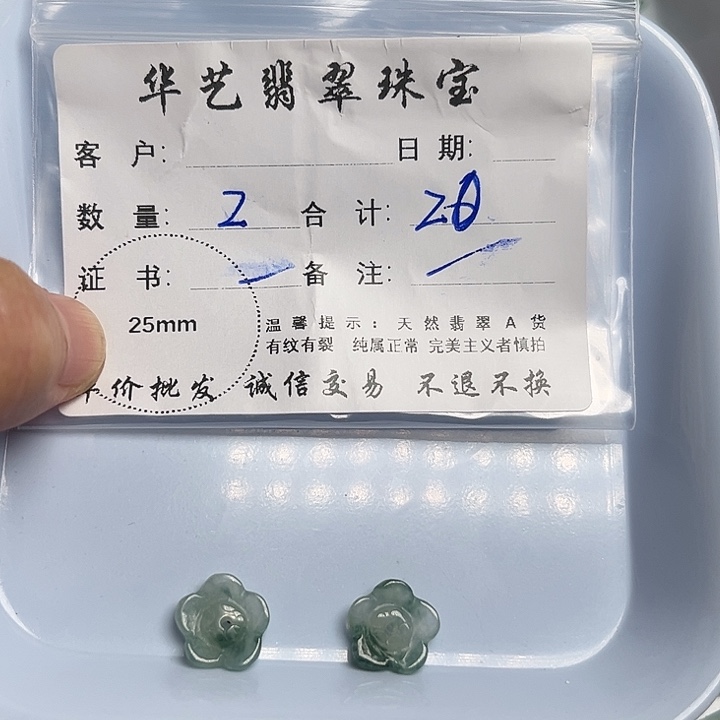 华艺翡翠珠宝
客 户: 日 期:
数 量: 2 合 计: 20
证 书: 备 注:
25mm
温馨提示: 天然翡翠A货
有纹有裂 纯属正常 完美主义者慎拍
价批发 诚信交易 不退不换